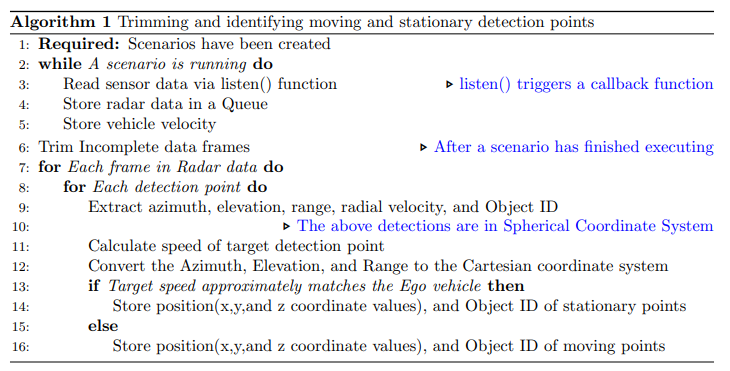 Algorithm 1 Trimming and identifying moving and stationary detection points
1: Required: Scenarios have been created
2: while A scenario is running do
3: Read sensor data via listen() function ▷ listen() triggers a callback function
4: Store radar data in a Queue
5: Store vehicle velocity
6: Trim Incomplete data frames ▷ After a scenario has finished executing
7: for Each frame in Radar data do
8: for Each detection point do
9: Extract azimuth, elevation, range, radial velocity, and Object ID
10: ▷ The above detections are in Spherical Coordinate System
11: Calculate speed of target detection point
12: Convert the Azimuth, Elevation, and Range to the Cartesian coordinate system
13: if Target speed approximately matches the Ego vehicle then
14: Store position(x,y,and z coordinate values), and Object ID of stationary points
15: else
16: Store position(x,y,and z coordinate values), and Object ID of moving points